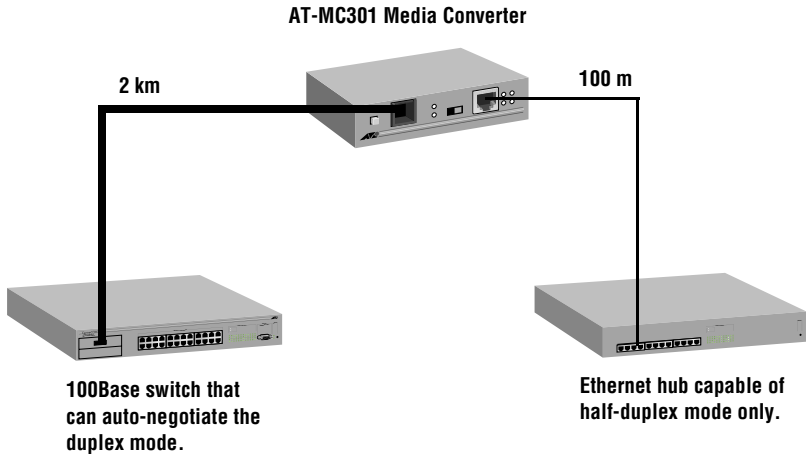 AT-MC301 Media Converter
2 km
100 m
100Base switch that
can auto-negotiate the
duplex mode.
Ethernet hub capable of
half-duplex mode only.